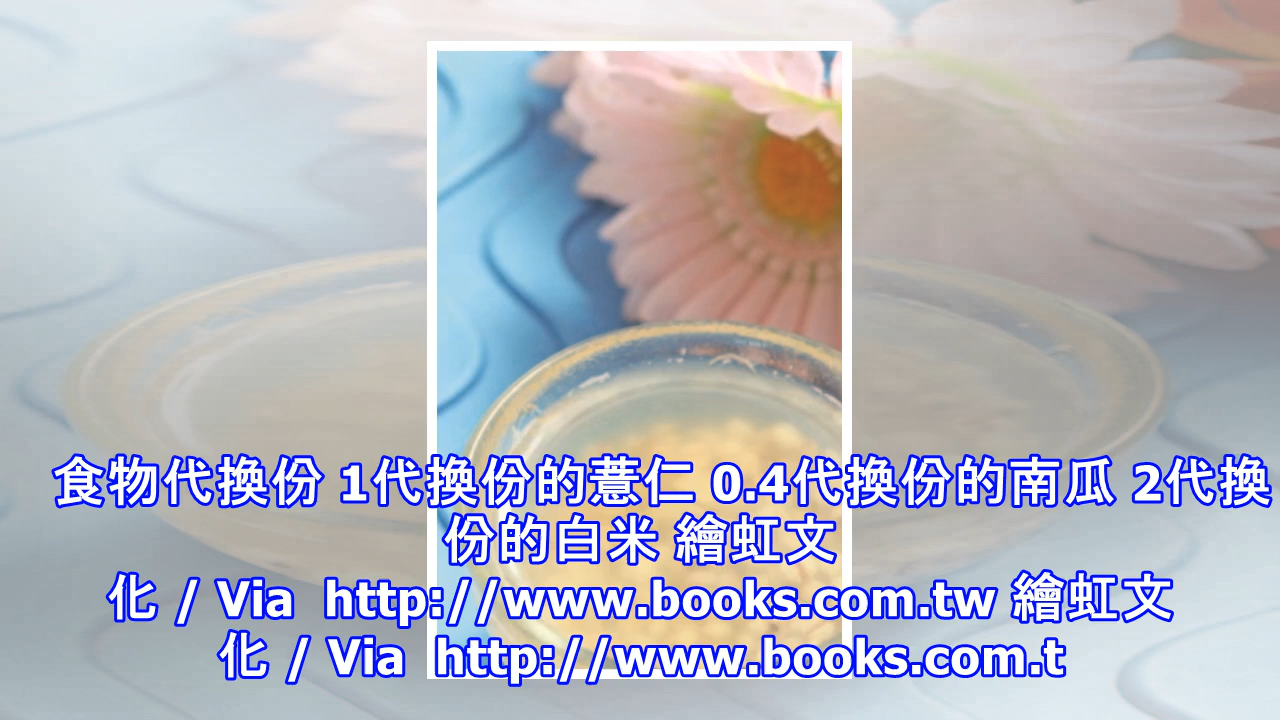 食物代換份 1代換份的薏仁 0.4代換份的南瓜 2代換
份的白米 繪虹文
化 / Via  http://www.books.com.tw 繪虹文
化 / Via  http://www.books.com.t